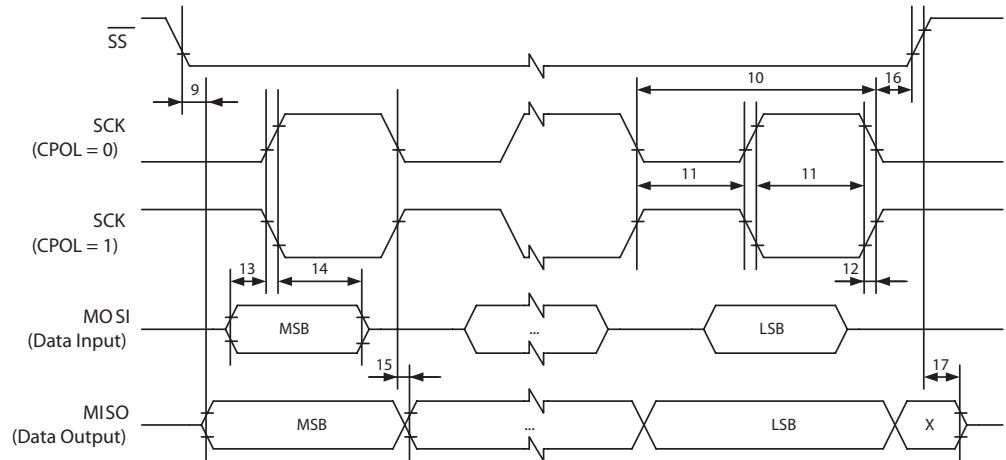 SS
9
10
16
SCK
(CPOL = 0)
11
11
SCK
(CPOL = 1)
13
14
12
MOSI
(Data Input)
MSB
...
LSB
15
17
MISO
(Data Output)
MSB
...
LSB
X